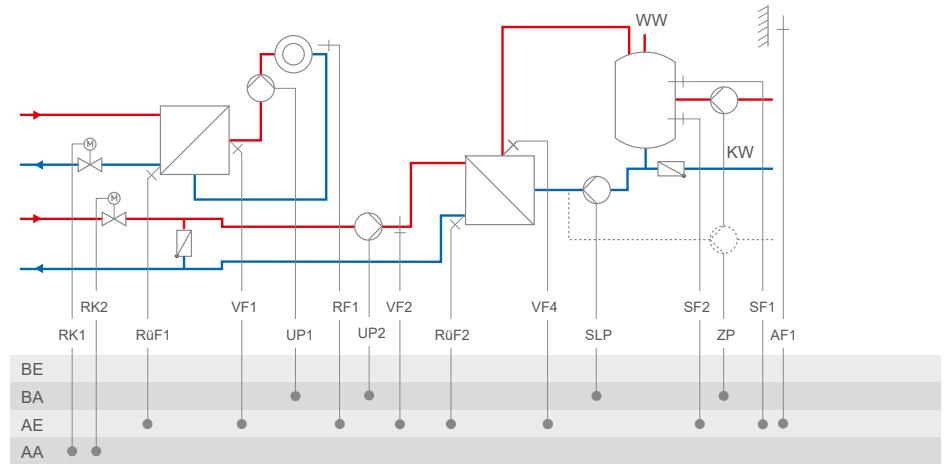 WW
M
KW
M
RK2 VF1 RF1 VF2 VF4 SF2 SF1
RK1 RüF1 UP1 UP2 RüF2 SLP ZP AF1
BE
BA
AE
AA